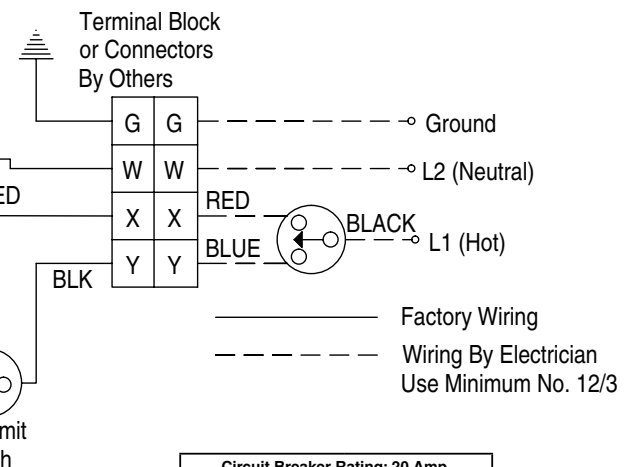 Terminal Block
or Connectors
By Others
G G Ground
W W L2 (Neutral)
ED
X X RED
BLACK
L1 (Hot)
Y Y BLUE
BLK
Factory Wiring
Wiring By Electrician
Use Minimum No. 12/3
mit
h
Circuit Breaker Rating: 20 Amp